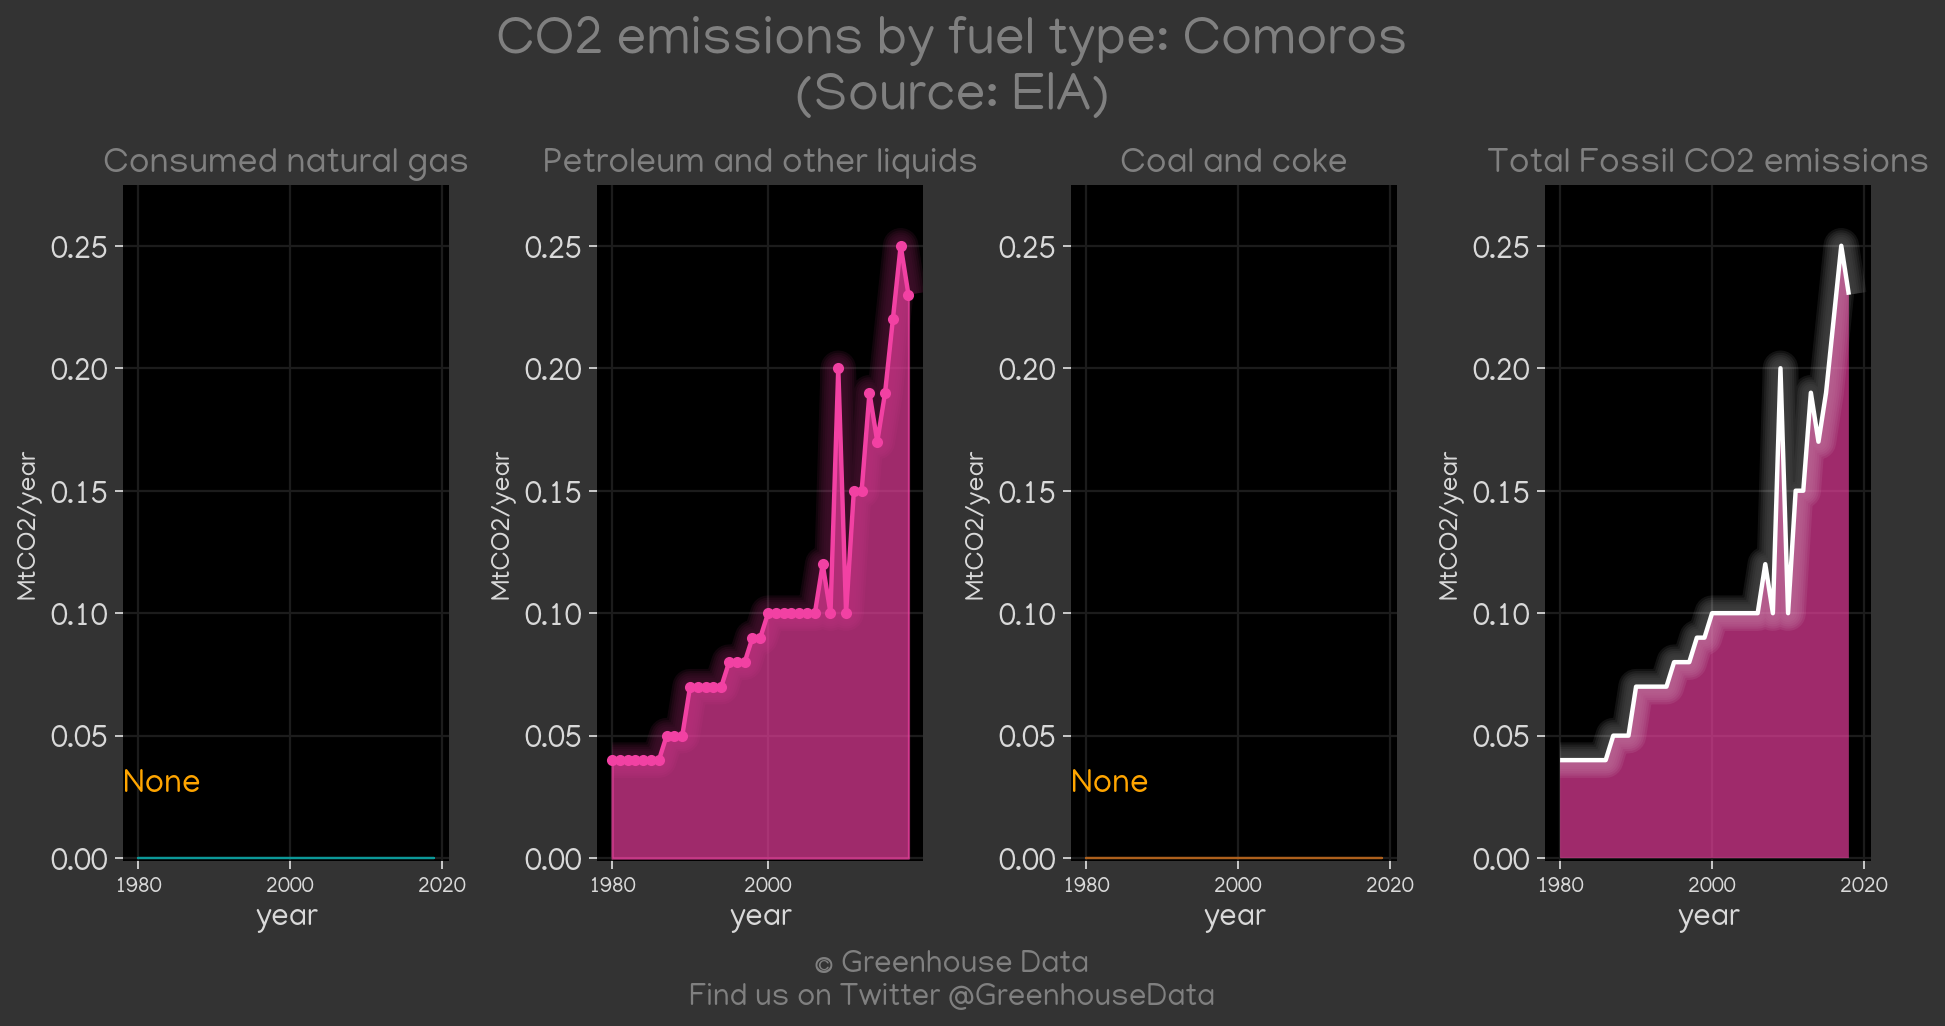 CO2 emissions by fuel type: Comoros
(Source: EIA)
Consumed natural gas
MtCO2/year
0.25
0.20
0.15
0.10
0.05
0.00
None
1980 2000 2020
year
Petroleum and other liquids
MtCO2/year
0.25
0.20
0.15
0.10
0.05
0.00
1980 2000
year
Coal and coke
MtCO2/year
0.25
0.20
0.15
0.10
0.05
0.00
None
1980 2000 2020
year
Total Fossil CO2 emissions
MtCO2/year
0.25
0.20
0.15
0.10
0.05
0.00
1980 2000 2020
year
© Greenhouse Data
Find us on Twitter @GreenhouseData